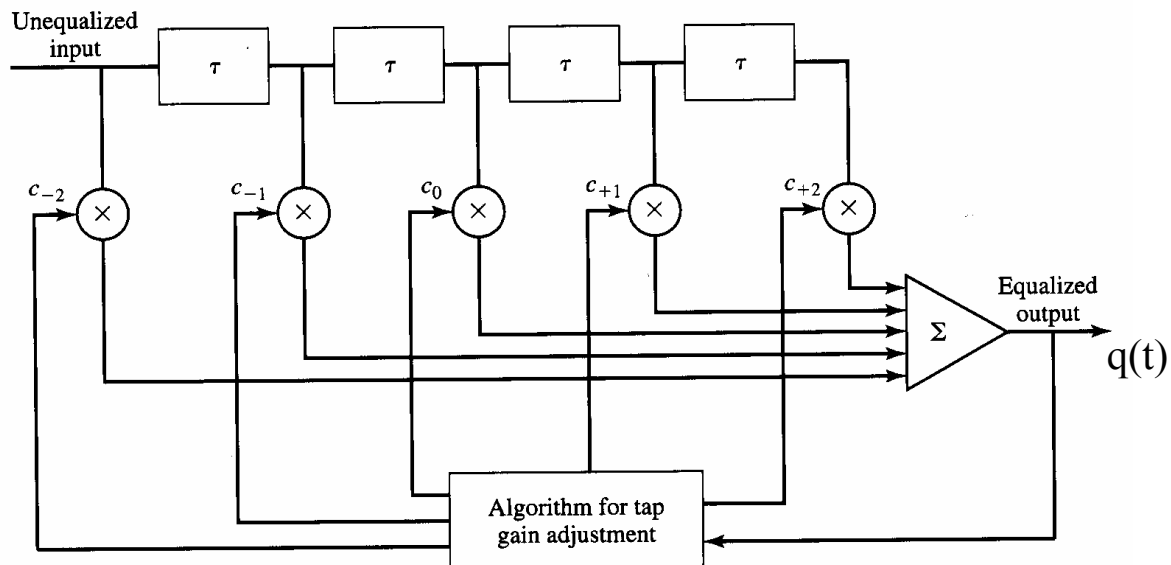 Unequalized
input
τ
τ
τ
τ
c₋₂
×
c₋₁
×
c₀
×
c₊₁
×
c₊₂
×
Σ
Equalized
output
q(t)
Algorithm for tap
gain adjustment